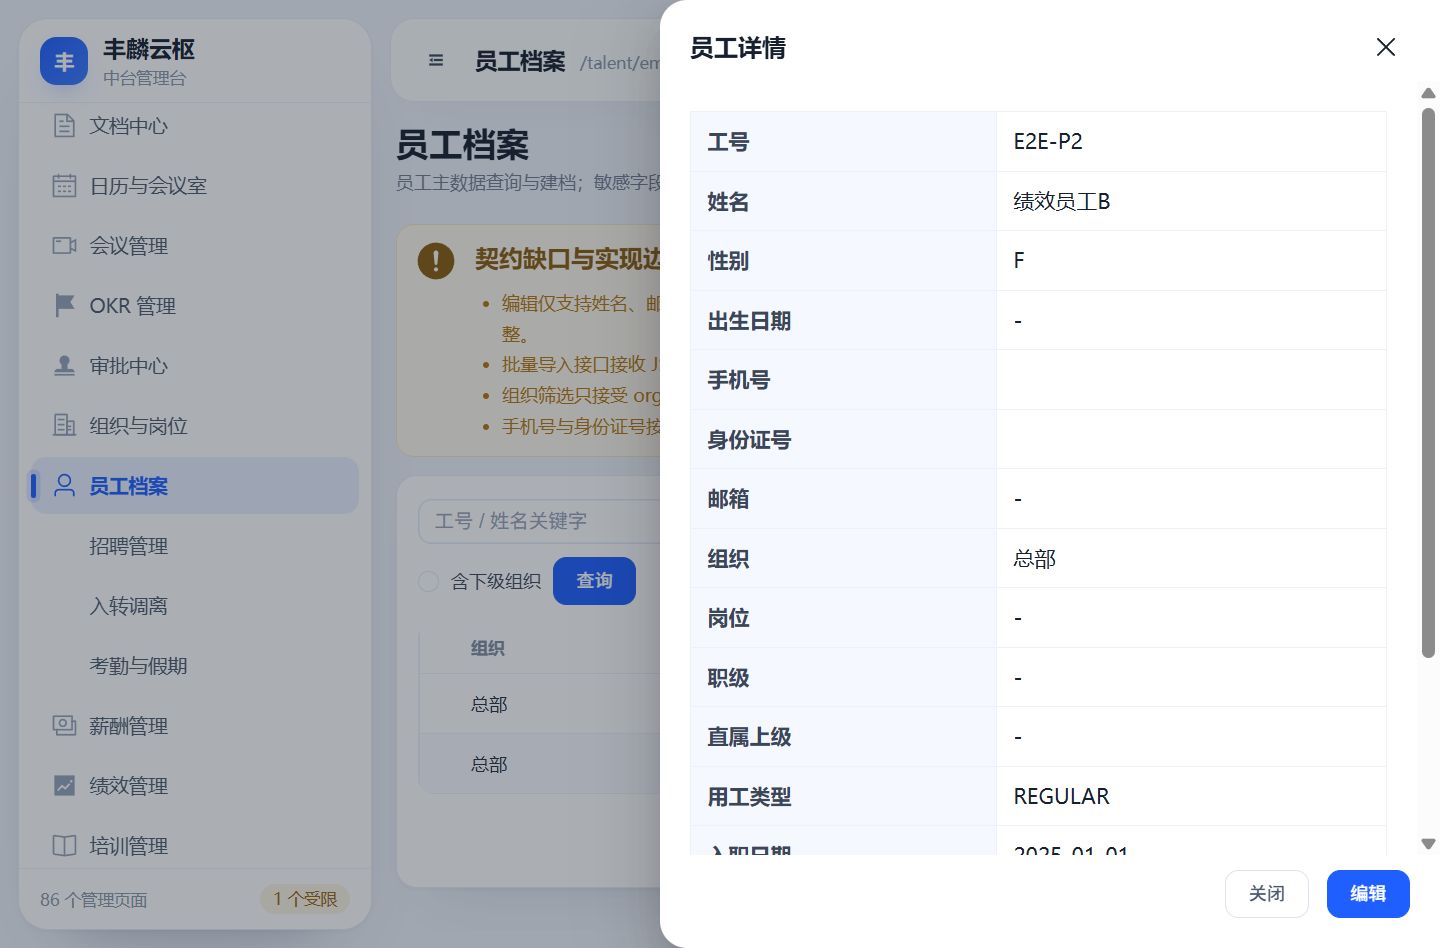 丰
丰麟云枢
中台管理台
文档中心
日历与会议室
会议管理
OKR 管理
审批中心
组织与岗位
员工档案
招聘管理
入转调离
考勤与假期
薪酬管理
绩效管理
培训管理
86 个管理页面
1 个受限
员工档案
/talent/em
员工档案
员工主数据查询与建档；敏感字段
契约缺口与实现边
编辑仅支持姓名、邮
整。
批量导入接口接收 J
组织筛选只接受 org
手机号与身份证号按
工号 / 姓名关键字
含下级组织
查询
组织
总部
总部
员工详情
工号
E2E-P2
姓名
绩效员工B
性别
F
出生日期
-
手机号
身份证号
邮箱
-
组织
总部
岗位
-
职级
-
直属上级
-
用工类型
REGULAR
入职日期
2025-01-01
关闭
编辑